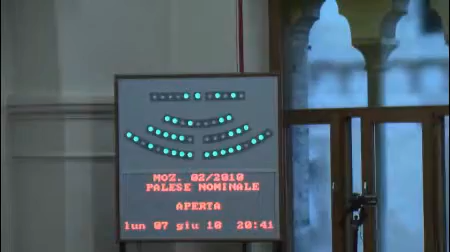 MOZ. 02/2010
PALESE NOMINALE
APERTA
lun 07 giu 10 20:41